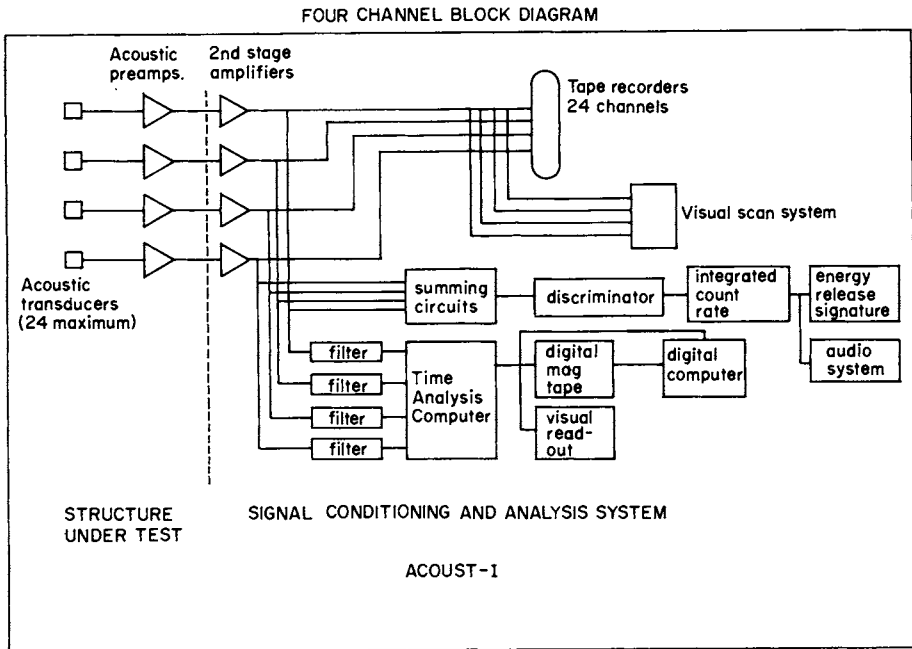 FOUR CHANNEL BLOCK DIAGRAM
Acoustic
preamps.
2nd stage
amplifiers
Tape recorders
24 channels
Visual scan system
Acoustic
transducers
(24 maximum)
summing
circuits
discriminator
integrated
count
rate
energy
release
signature
audio
system
filter
filter
filter
filter
Time
Analysis
Computer
digital
mag
tape
digital
computer
visual
read-
out
STRUCTURE
UNDER TEST
SIGNAL CONDITIONING AND ANALYSIS SYSTEM
ACOUST-I